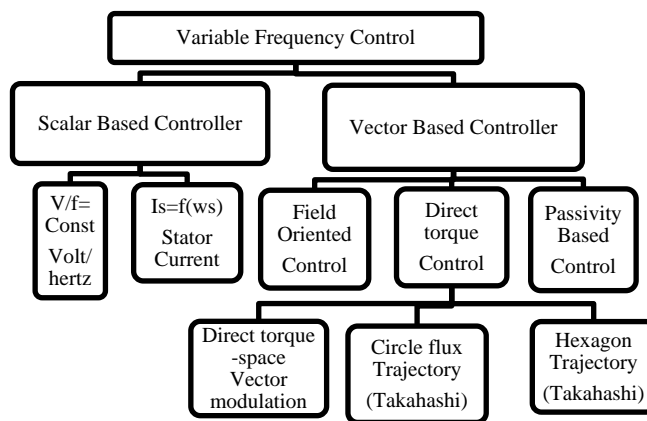 Variable Frequency Control
Scalar Based Controller
Vector Based Controller
V/f=
Const
Volt/
hertz
Is=f(ws)
Stator
Current
Field
Oriented
Control
Direct
torque
Control
Passivity
Based
Control
Direct torque
-space
Vector
modulation
Circle flux
Trajectory
(Takahashi)
Hexagon
Trajectory
(Takahashi)